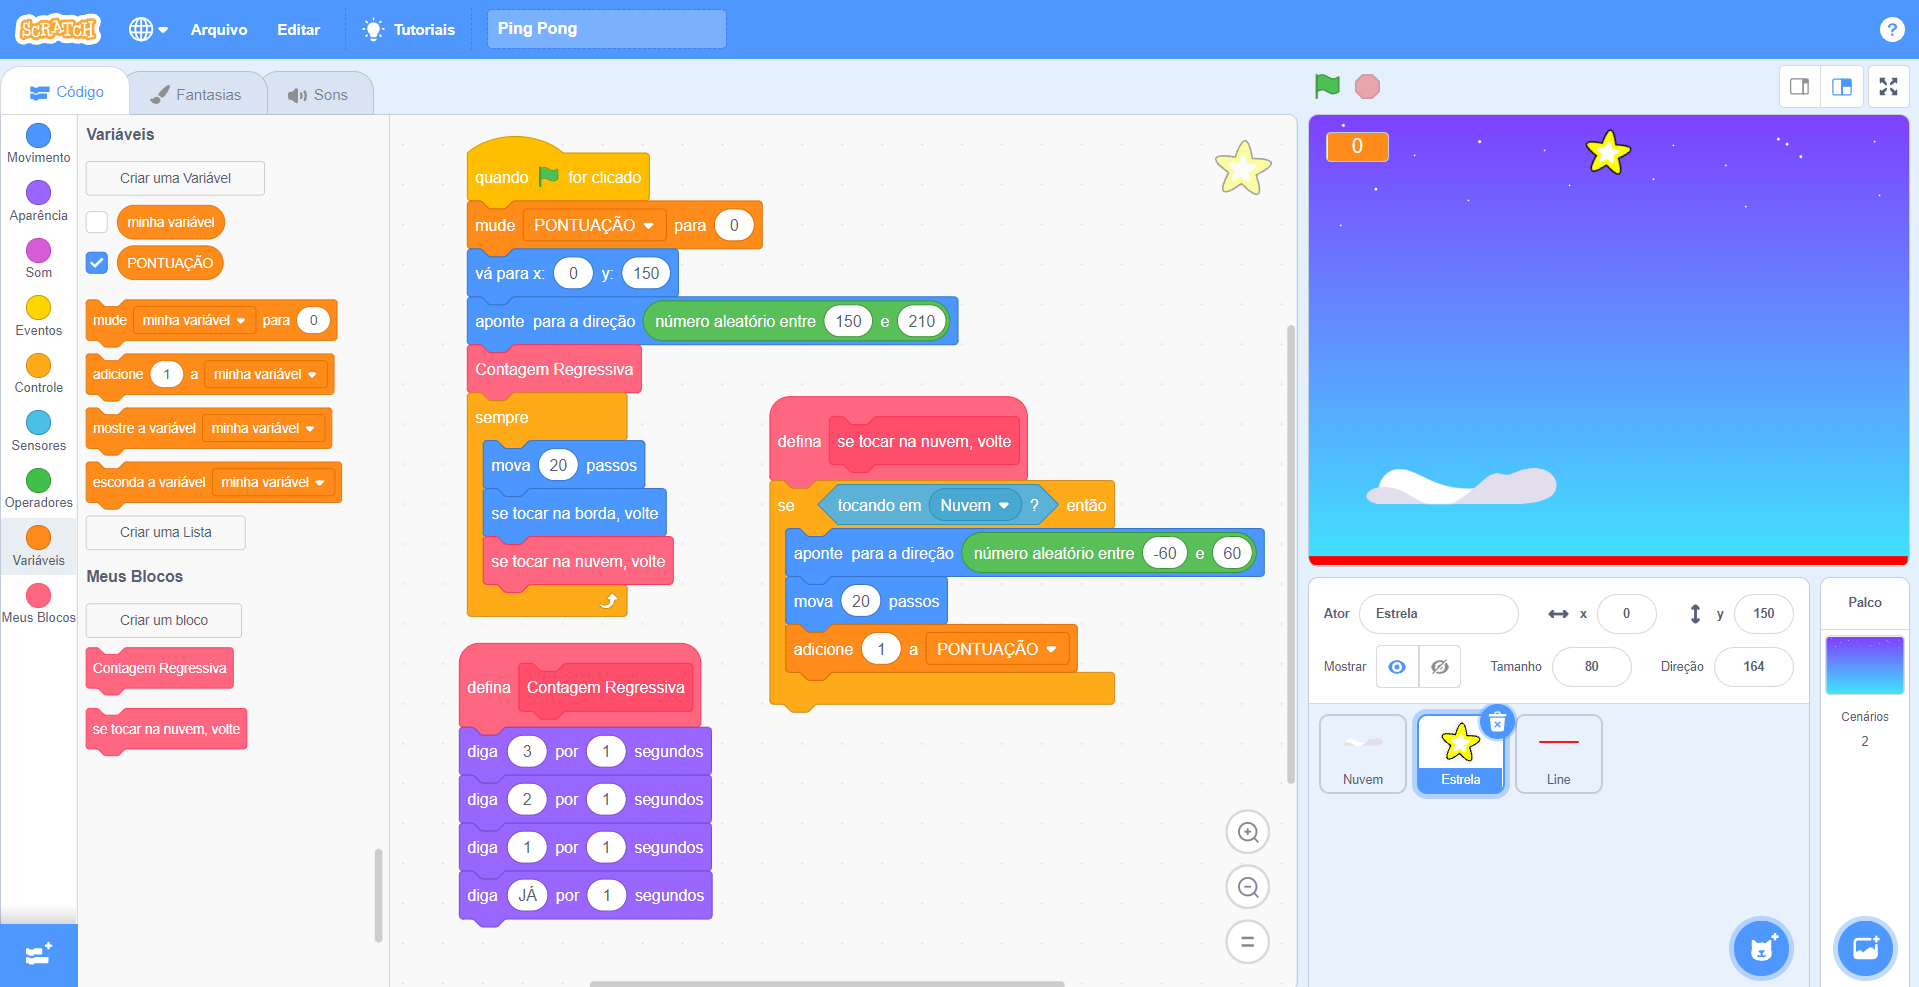 SCRATCH
Arquivo
Editar
Tutoriais
Ping Pong
?
Código
Fantasias
Sons
Movimento
Aparência
Som
Eventos
Controle
Sensores
Operadores
Variáveis
Meus Blocos
Variáveis
Criar uma Variável
minha variável
PONTUAÇÃO
mude minha variável para 0
adicione 1 a minha variável
mostre a variável minha variável
esconda a variável minha variável
Criar uma Lista
Meus Blocos
Criar um bloco
Contagem Regressiva
se tocar na nuvem, volte
quando for clicado
mude PONTUAÇÃO para 0
vá para x: 0 y: 150
aponte para a direção número aleatório entre 150 e 210
Contagem Regressiva
sempre
mova 20 passos
se tocar na borda, volte
se tocar na nuvem, volte
defina Contagem Regressiva
diga 3 por 1 segundos
diga 2 por 1 segundos
diga 1 por 1 segundos
diga JÁ por 1 segundos
defina se tocar na nuvem, volte
se tocando em Nuvem ? então
aponte para a direção número aleatório entre -60 e 60
mova 20 passos
adicione 1 a PONTUAÇÃO
0
Ator Estrela x 0 y 150
Mostrar Tamanho 80 Direção 164
Nuvem
Estrela
Line
Palco
Cenários
2